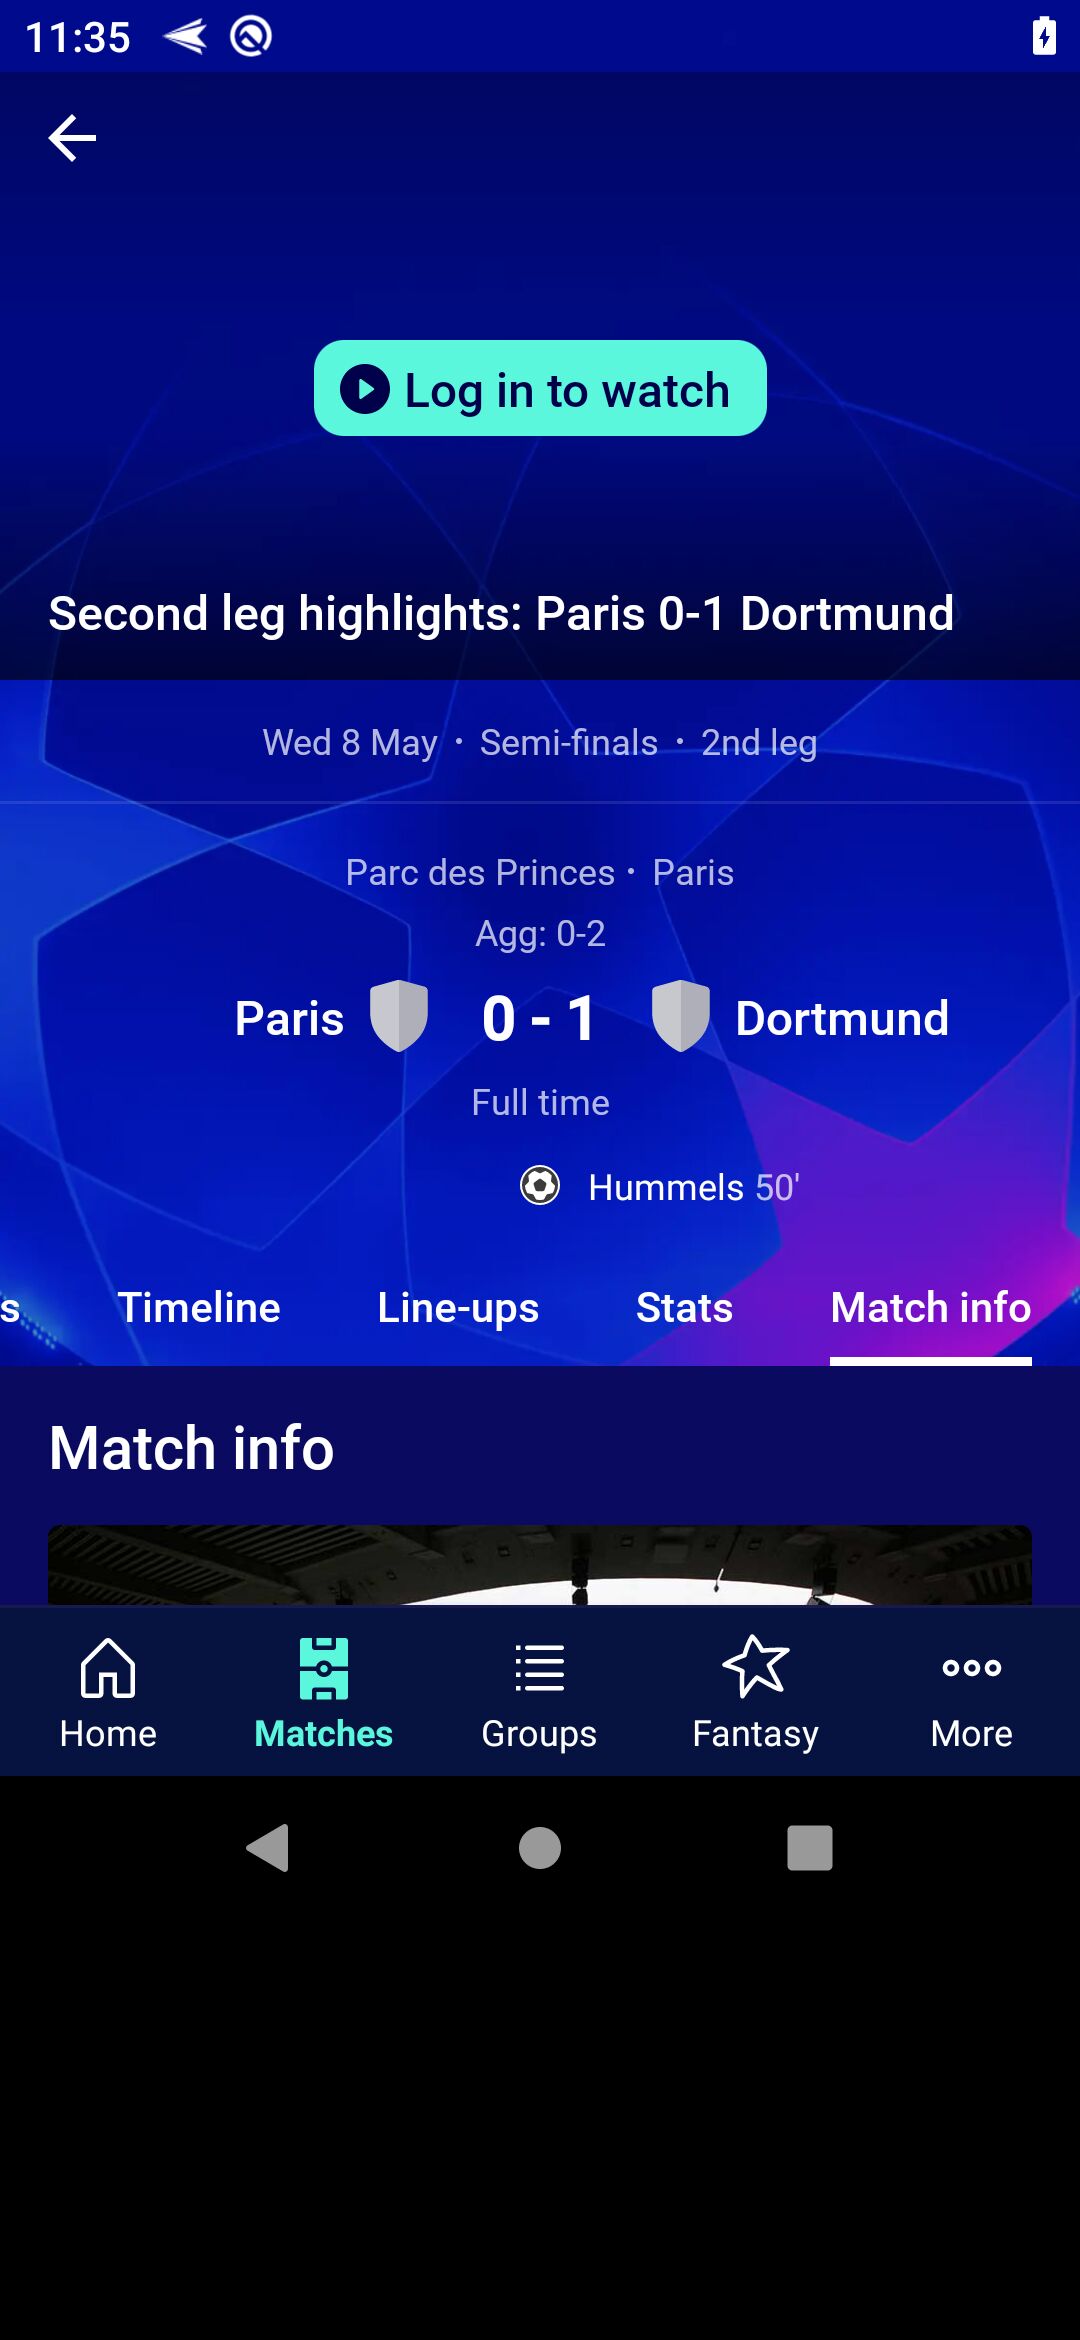 11:35
Log in to watch
Second leg highlights: Paris 0-1 Dortmund
Wed 8 May • Semi-finals • 2nd leg
Parc des Princes • Paris
Agg: 0-2
Paris 0 - 1 Dortmund
Full time
Hummels 50'
s Timeline Line-ups Stats Match info
Match info
Home Matches Groups Fantasy More